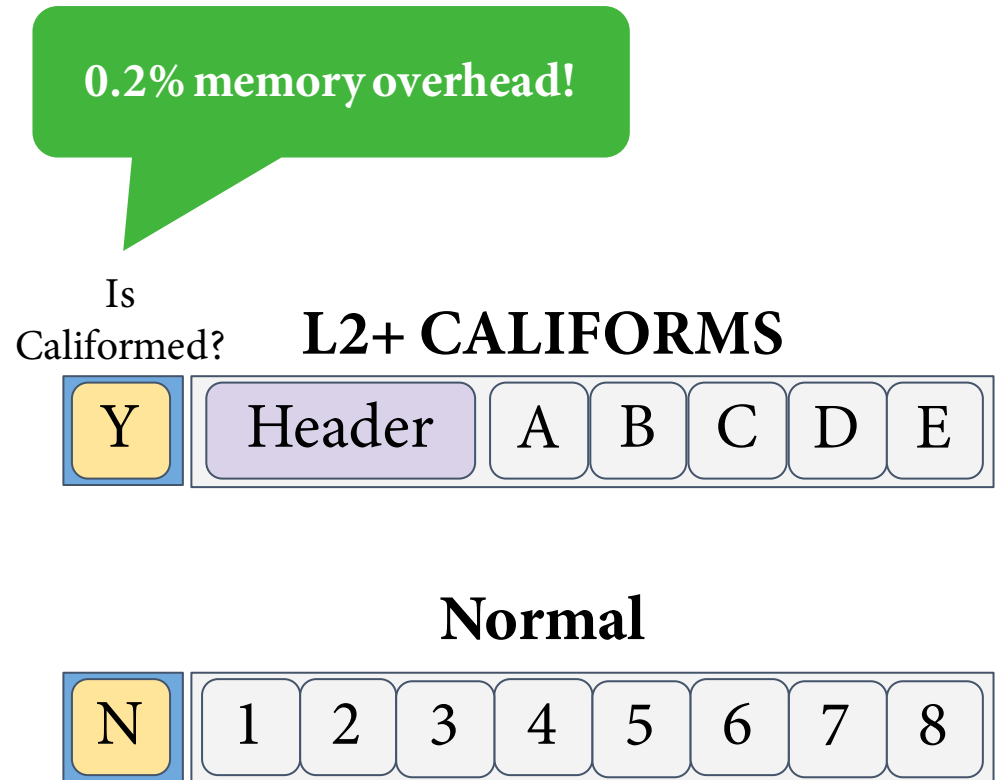 0.2% memory overhead!
Is
Califormed?
L2+ CALIFORMS
Y Header A B C D E
Normal
N 1 2 3 4 5 6 7 8